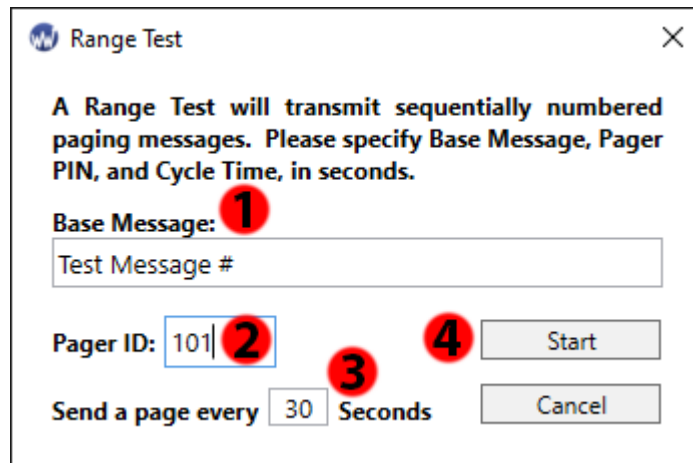 Range Test
A Range Test will transmit sequentially numbered
paging messages. Please specify Base Message, Pager
PIN, and Cycle Time, in seconds.
Base Message: 1
Test Message #
Pager ID: 101 2 4 Start
3
Send a page every 30 Seconds Cancel